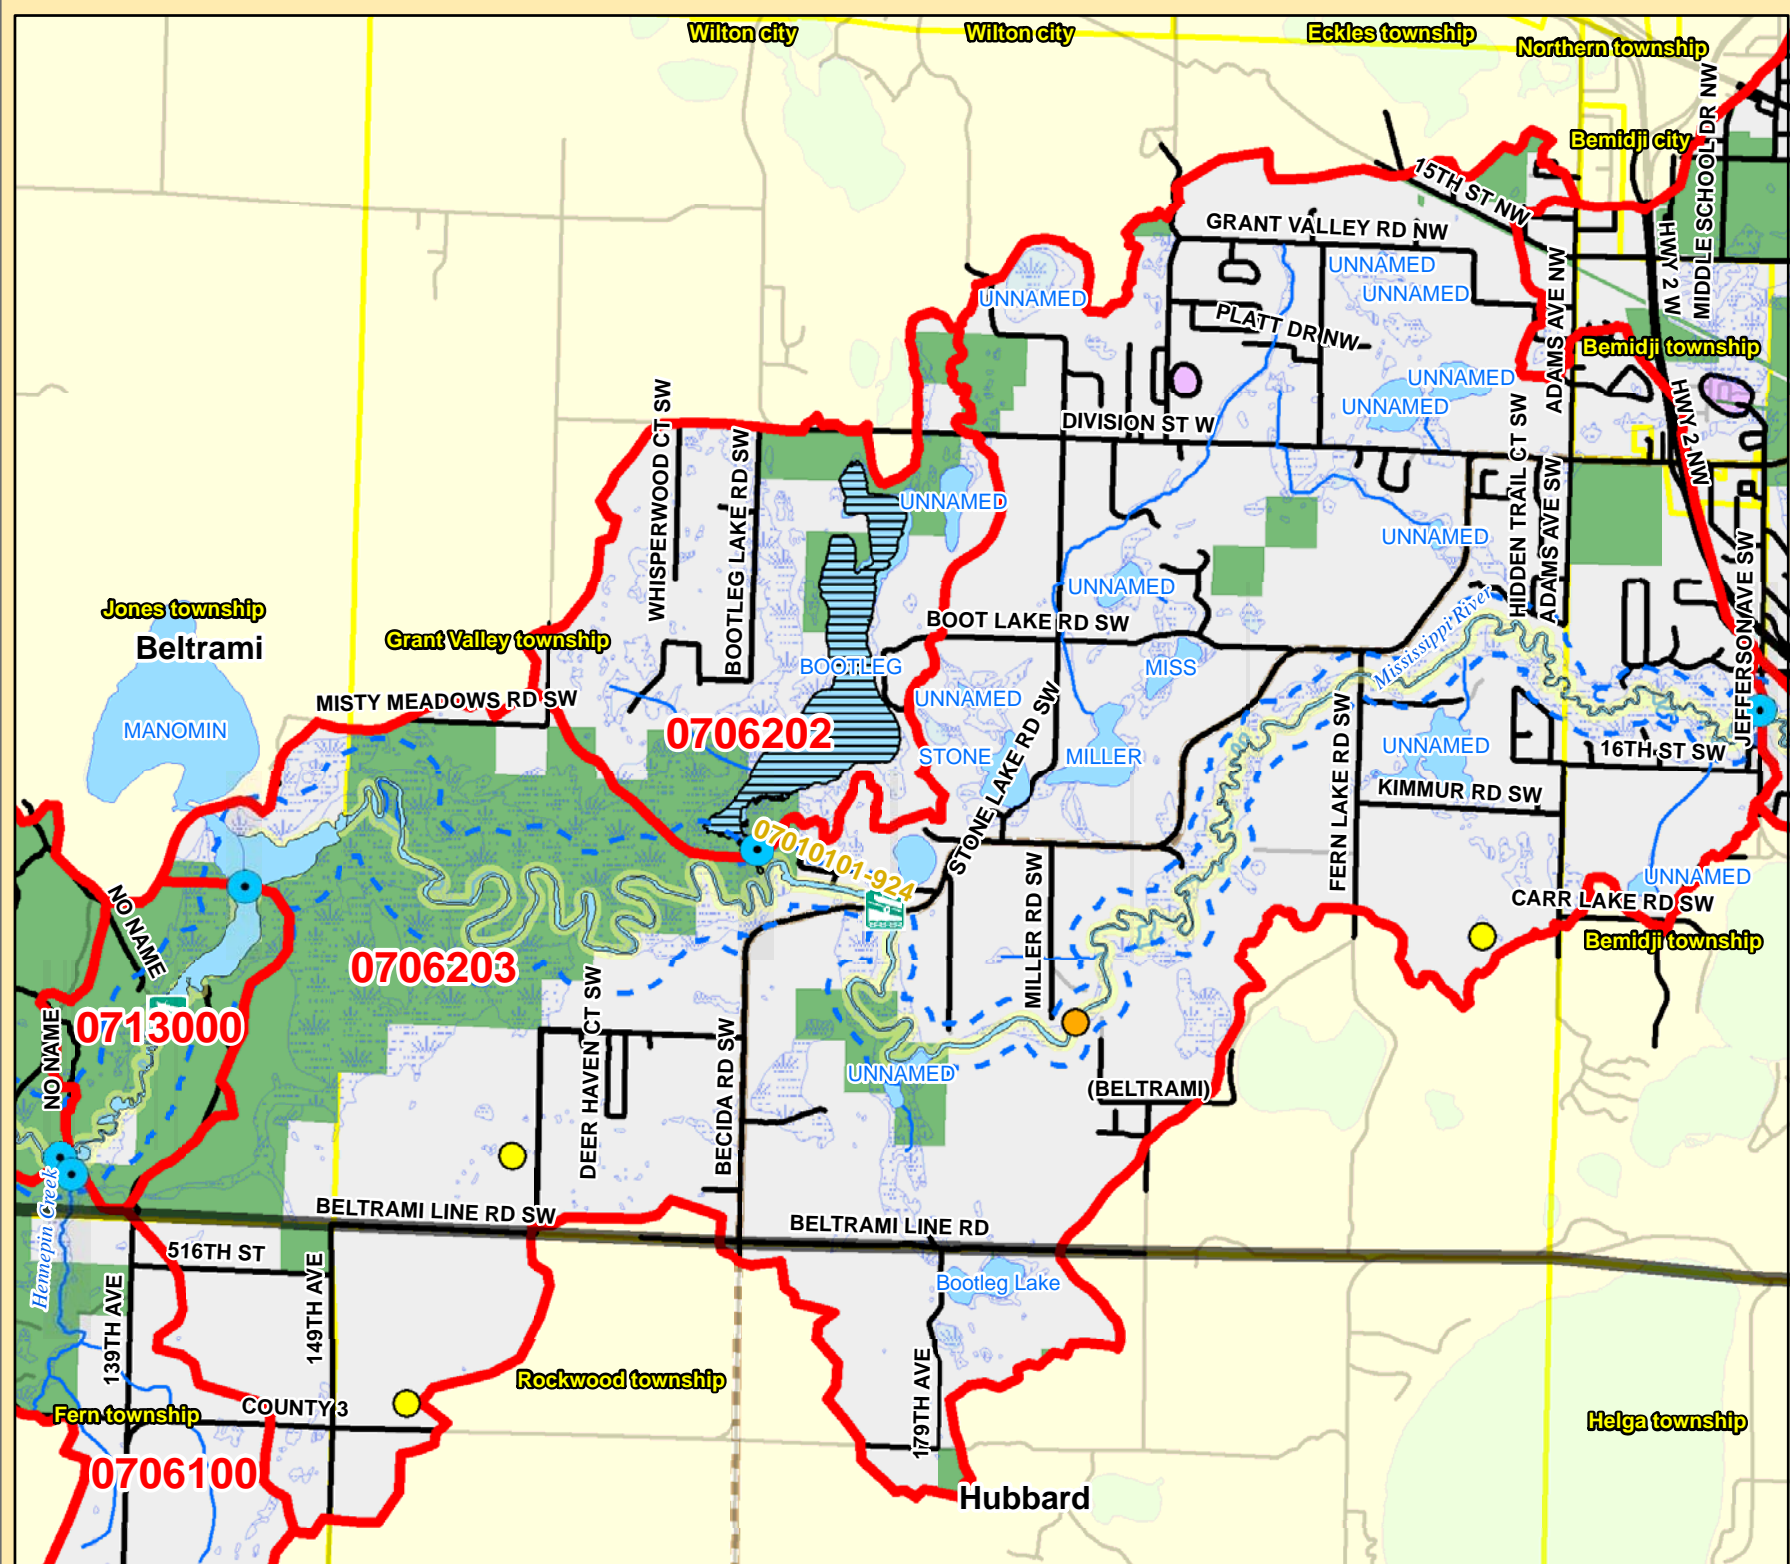 Wilton city
Wilton city
Eckles township
Northern township
MIDDLE SCHOOL DR NW
Bemidji city
15TH ST NW
GRANT VALLEY RD NW
HWY 2 W
UNNAMED
UNNAMED
UNNAMED
ADAMS AVE NW
PLATT DR NW
Bemidji township
UNNAMED
UNNAMED
HWY 2 NW
WHISPERWOOD CT SW
BOOTLEG LAKE RD SW
DIVISION ST W
HIDDEN TRAIL CT SW
ADAMS AVE SW
UNNAMED
UNNAMED
UNNAMED
JEFFERSON AVE SW
Jones township
Beltrami
Grant Valley township
BOOT LAKE RD SW
Mississippi River
BOOTLEG
MISS
MISTY MEADOWS RD SW
UNNAMED
MANOMIN
0706202
STONE
STONE LAKE RD SW
MILLER
FERN LAKE RD SW
UNNAMED
16TH ST SW
KIMMUR RD SW
07010101-924
UNNAMED
CARR LAKE RD SW
Bemidji township
NO NAME
MILLER RD SW
0706203
DEER HAVEN CT SW
0713000
NO NAME
BECIDA RD SW
UNNAMED
(BELTRAMI)
Hennepin Creek
BELTRAMI LINE RD SW
BELTRAMI LINE RD
516TH ST
139TH AVE
149TH AVE
Bootleg Lake
179TH AVE
Rockwood township
COUNTY 3
Fern township
Helga township
0706100
Hubbard